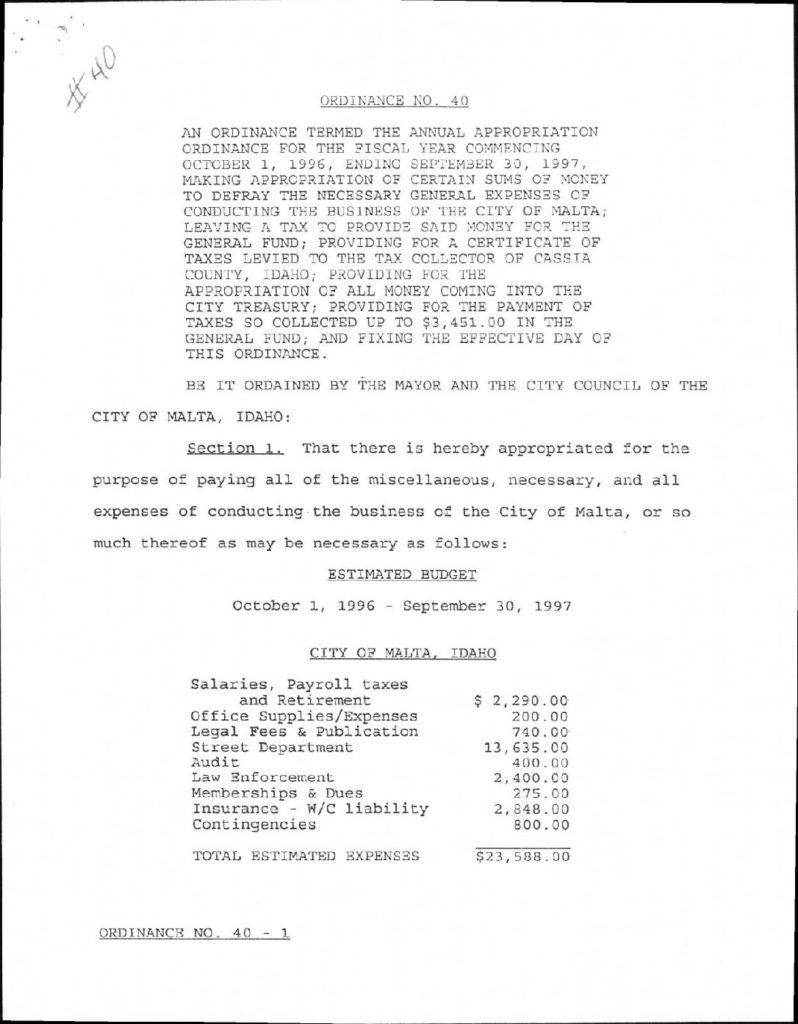 #40
ORDINANCE NO. 40
AN ORDINANCE TERMED THE ANNUAL APPROPRIATION
ORDINANCE FOR THE FISCAL YEAR COMMENCING
OCTOBER 1, 1996, ENDING SEPTEMBER 30, 1997,
MAKING APPROPRIATION OF CERTAIN SUMS OF MONEY
TO DEFRAY THE NECESSARY GENERAL EXPENSES OF
CONDUCTING THE BUSINESS OF THE CITY OF MALTA;
LEAVING A TAX TO PROVIDE SAID MONEY FOR THE
GENERAL FUND; PROVIDING FOR A CERTIFICATE OF
TAXES LEVIED TO THE TAX COLLECTOR OF CASSIA
COUNTY, IDAHO; PROVIDING FOR THE
APPROPRIATION OF ALL MONEY COMING INTO THE
CITY TREASURY; PROVIDING FOR THE PAYMENT OF
TAXES SO COLLECTED UP TO $3,451.00 IN THE
GENERAL FUND; AND FIXING THE EFFECTIVE DAY OF
THIS ORDINANCE.
BE IT ORDAINED BY THE MAYOR AND THE CITY COUNCIL OF THE
CITY OF MALTA, IDAHO:
Section 1. That there is hereby appropriated for the
purpose of paying all of the miscellaneous, necessary, and all
expenses of conducting the business of the City of Malta, or so
much thereof as may be necessary as follows:
ESTIMATED BUDGET
October 1, 1996 - September 30, 1997
CITY OF MALTA, IDAHO
Salaries, Payroll taxes
and Retirement $ 2,290.00
Office Supplies/Expenses 200.00
Legal Fees & Publication 740.00
Street Department 13,635.00
Audit 400.00
Law Enforcement 2,400.00
Memberships & Dues 275.00
Insurance - W/C liability 2,848.00
Contingencies 800.00
TOTAL ESTIMATED EXPENSES $23,588.00
ORDINANCE NO. 40 - 1